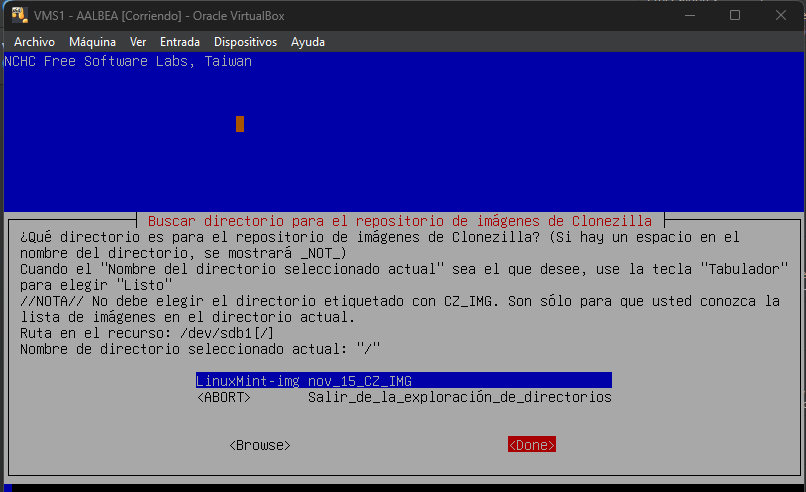 VMS1 - AALBEA [Corriendo] - Oracle VirtualBox
Archivo Máquina Ver Entrada Dispositivos Ayuda
NCHC Free Software Labs, Taiwan
Buscar directorio para el repositorio de imágenes de Clonezilla
¿Qué directorio es para el repositorio de imágenes de Clonezilla? (Si hay un espacio en el
nombre del directorio, se mostrará _NOT_)
Cuando el "Nombre del directorio seleccionado actual" sea el que desee, use la tecla "Tabulador"
para elegir "Listo"
//NOTA// No debe elegir el directorio etiquetado con CZ_IMG. Son sólo para que usted conozca la
lista de imágenes en el directorio actual.
Ruta en el recurso: /dev/sdb1[/]
Nombre de directorio seleccionado actual: "/"
LinuxMint-img nov_15_CZ_IMG
<ABORT> Salir_de_la_exploración_de_directorios
<Browse> <Done>